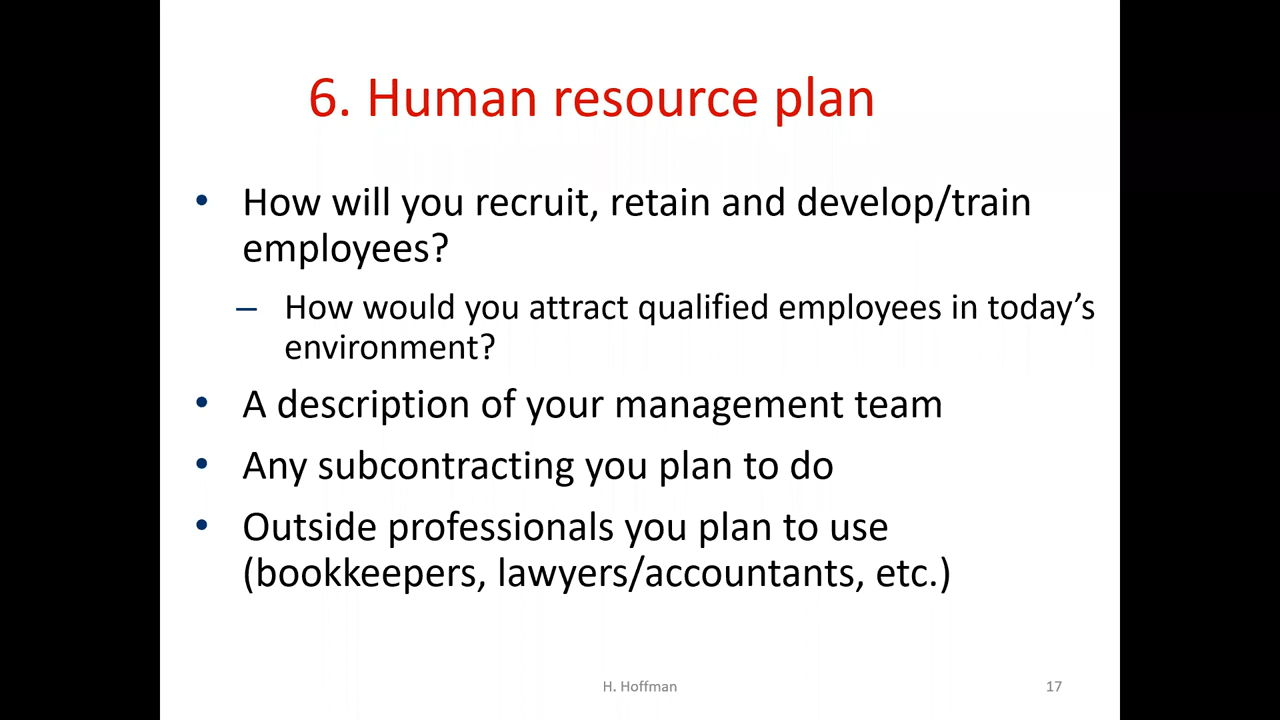 6. Human resource plan
• How will you recruit, retain and develop/train
employees?
– How would you attract qualified employees in today’s
environment?
• A description of your management team
• Any subcontracting you plan to do
• Outside professionals you plan to use
(bookkeepers, lawyers/accountants, etc.)
H. Hoffman
17